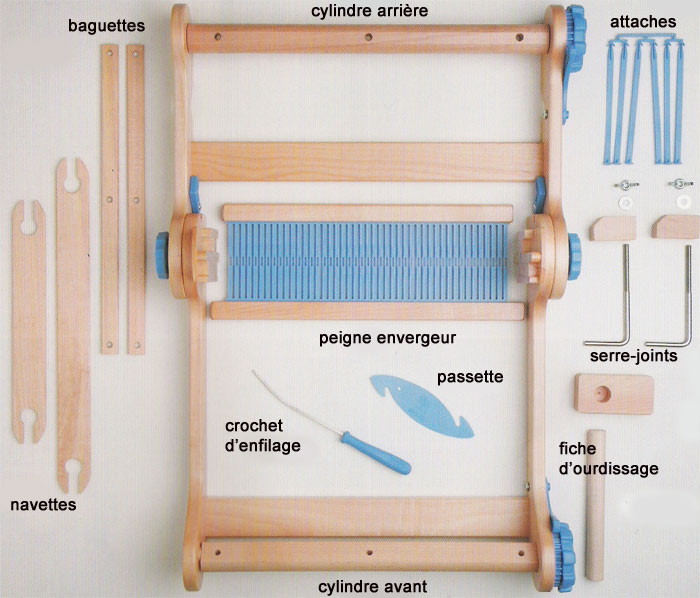 cylindre arrière
baguettes
attaches
peigne envergeur
serre-joints
passette
crochet
d'enfilage
fiche
d'ourdissage
navettes
cylindre avant